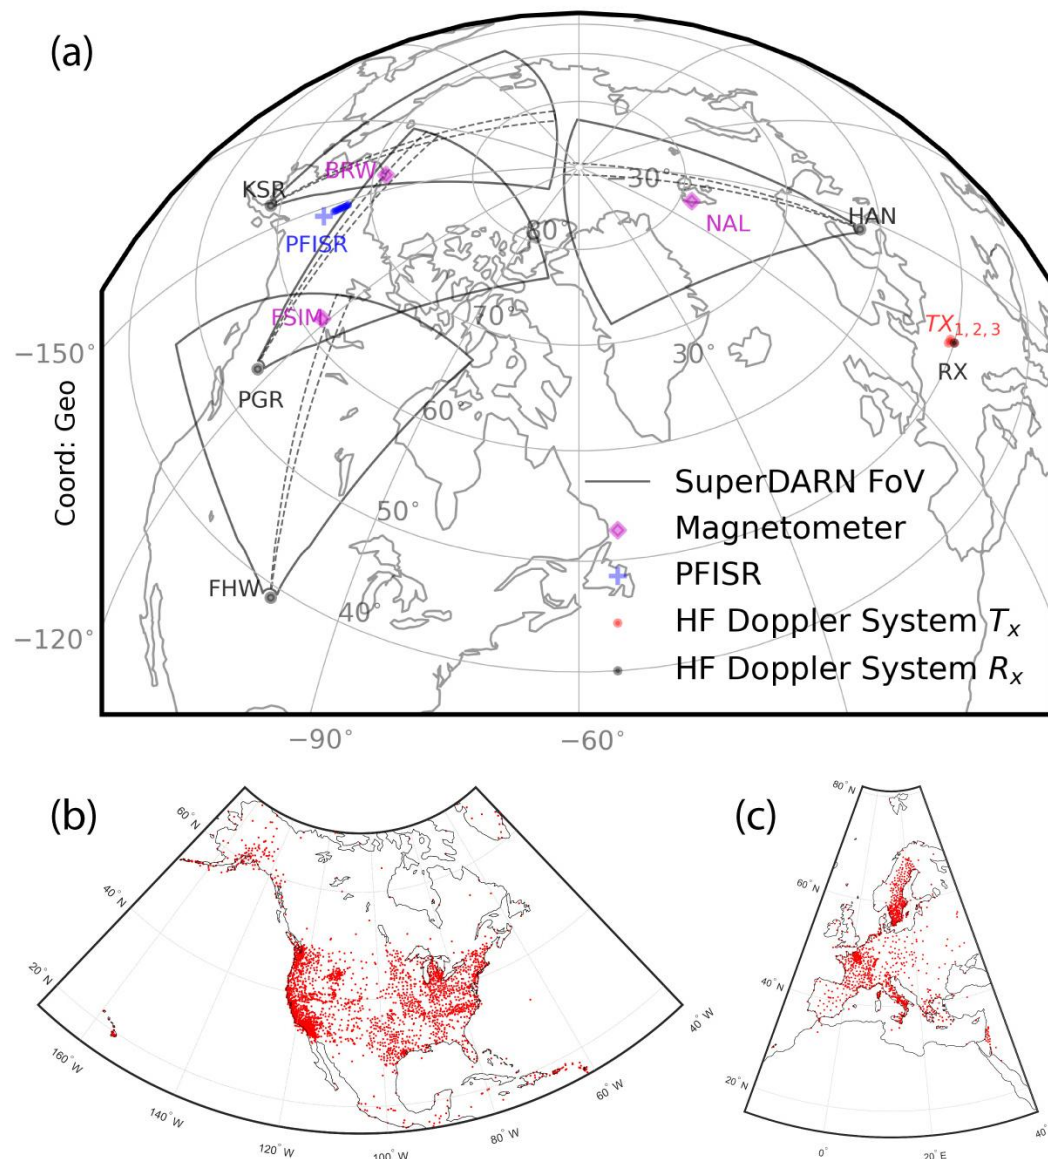 (a)
BRW
KSR
30°
NAL
HAN
PFISR
80°
FSIM
70°
TX1, 2, 3
−150°
30°
RX
PGR
60°
Coord: Geo
SuperDARN FoV
50°
Magnetometer
PFISR
FHW
40°
HF Doppler System Tx
−120°
HF Doppler System Rx
−90°
−60°
(b)
60° N
40° N
20° N
160° W
140° W
120° W
100° W
80° W
60° W
40° W
(c)
80° N
60° N
40° N
20° N
0°
20° E
40°